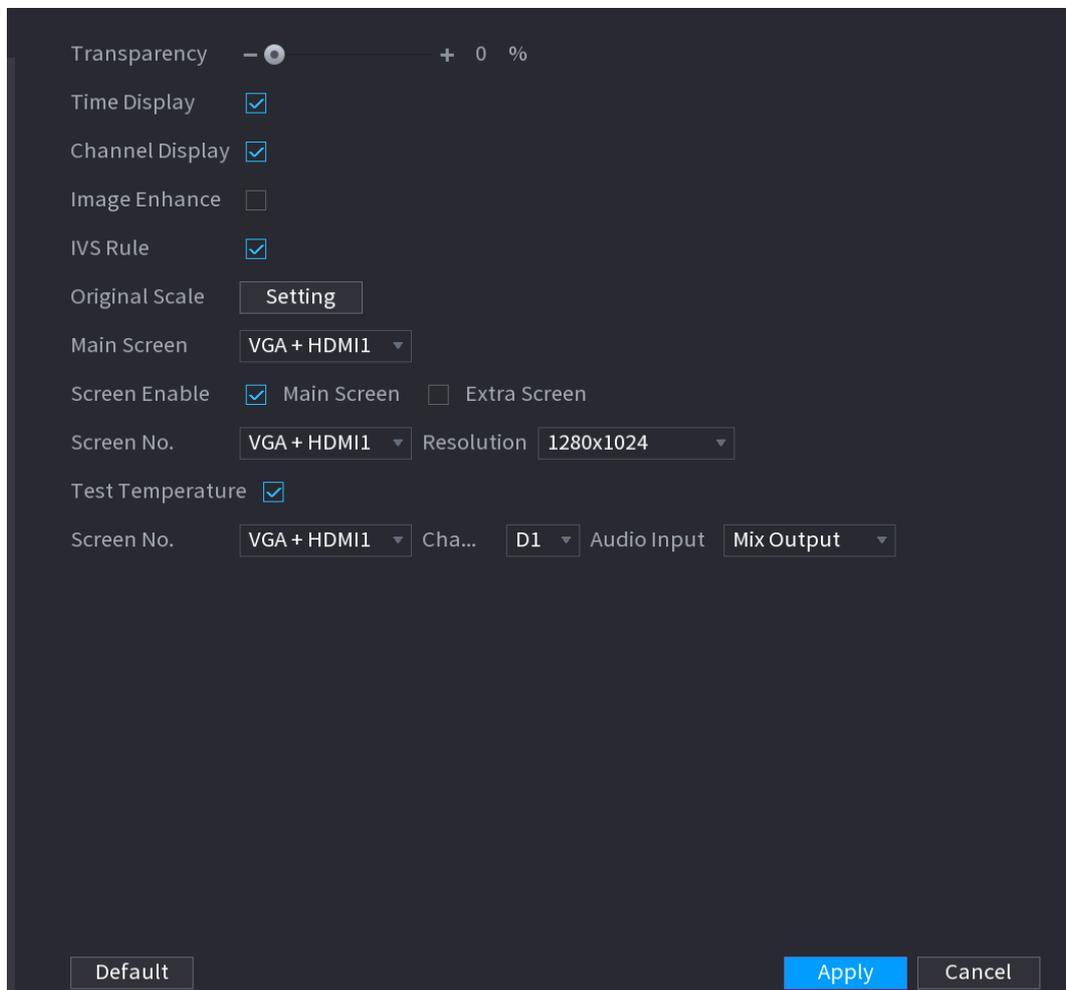 Transparency − + 0 %
Time Display
Channel Display
Image Enhance
IVS Rule
Original Scale Setting
Main Screen VGA + HDMI1
Screen Enable Main Screen Extra Screen
Screen No. VGA + HDMI1 Resolution 1280x1024
Test Temperature
Screen No. VGA + HDMI1 Cha... D1 Audio Input Mix Output
Default Apply Cancel